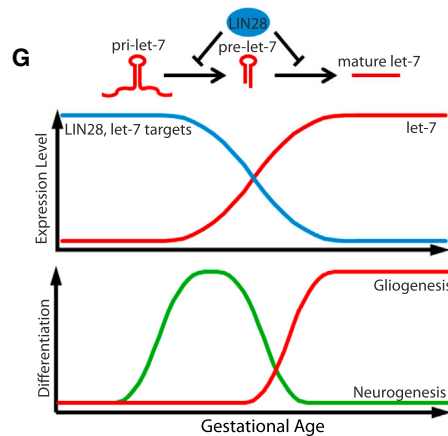 LIN28
G
pri-let-7
pre-let-7
mature let-7
LIN28, let-7 targets
let-7
Expression Level
Gliogenesis
Neurogenesis
Differentiation
Gestational Age